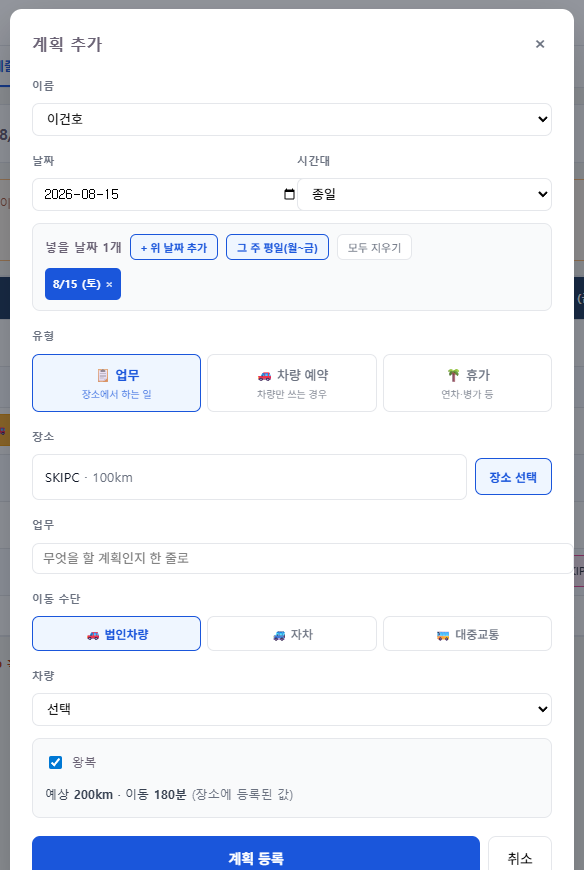 계획 추가
×
이름
이건호
날짜 시간대
2026-08-15 종일
넣을 날짜 1개 + 위 날짜 추가 그 주 평일(월~금) 모두 지우기
8/15 (토) ×
유형
업무 차량 예약 휴가
장소에서 하는 일 차량만 쓰는 경우 연차·병가 등
장소
SKIPC · 100km 장소 선택
업무
무엇을 할 계획인지 한 줄로
이동 수단
법인차량 자차 대중교통
차량
선택
왕복
예상 200km · 이동 180분 (장소에 등록된 값)
계획 등록 취소